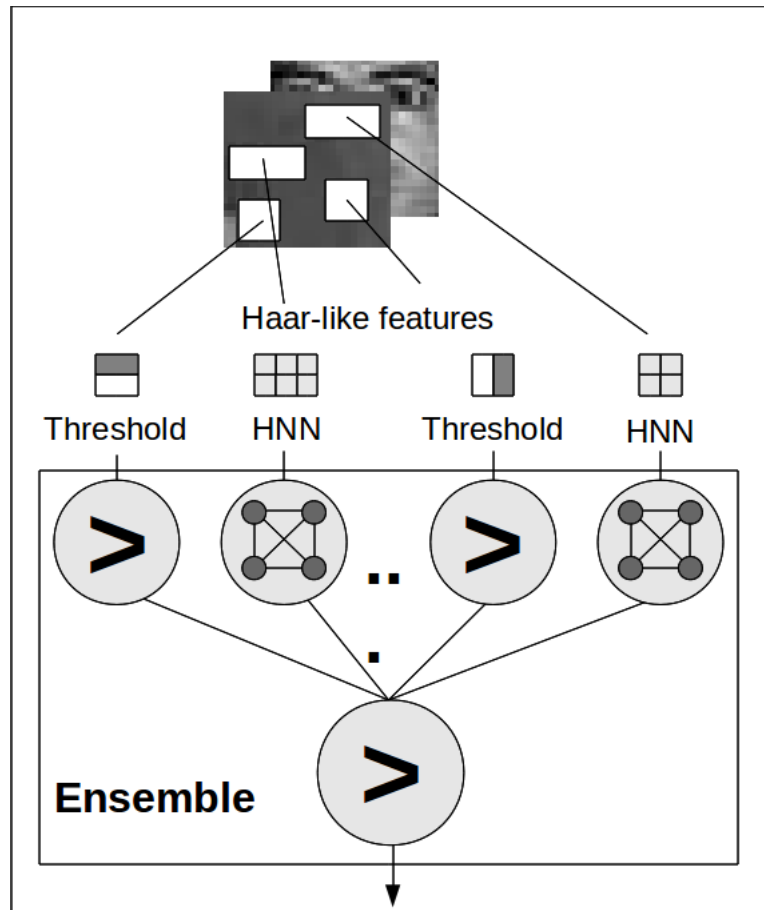 Haar-like features
Threshold HNN Threshold HNN
> > ..
.
>
Ensemble